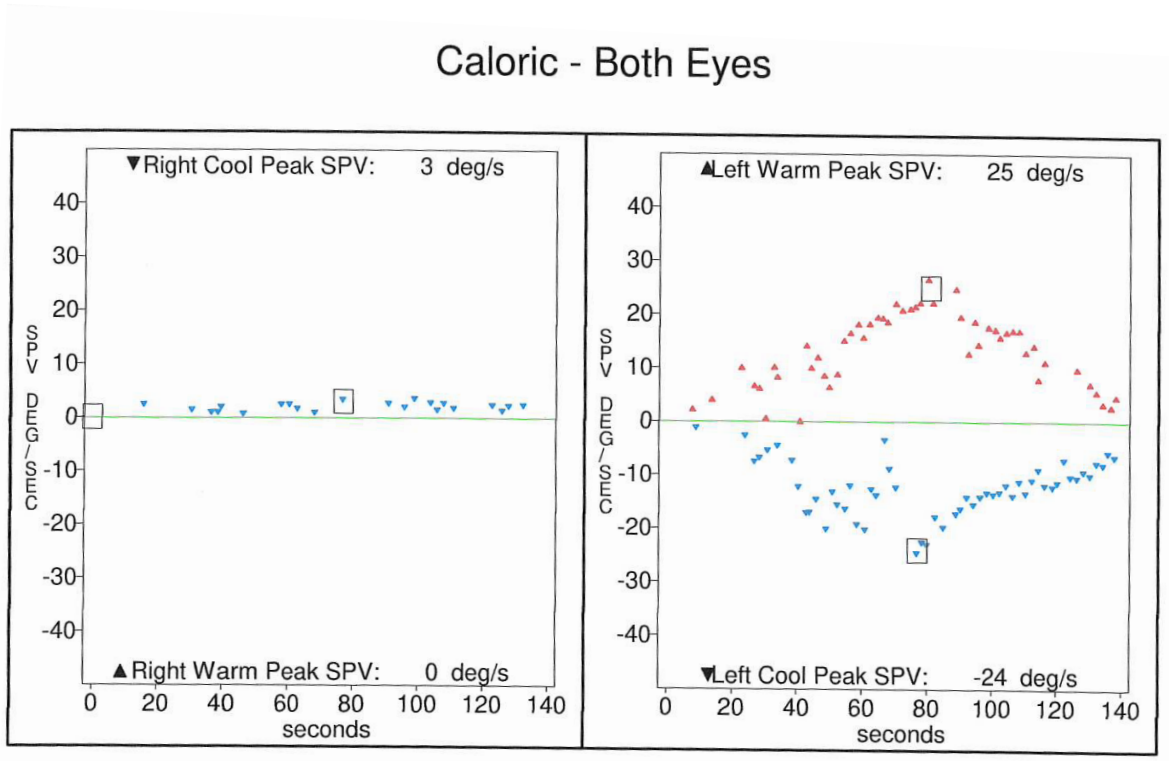 Caloric - Both Eyes
▼Right Cool Peak SPV: 3 deg/s
40
30
20
10
0
-10
-20
-30
-40
SPV DEG/SEC
▲Right Warm Peak SPV: 0 deg/s
0 20 40 60 80 100 120 140
seconds
▲Left Warm Peak SPV: 25 deg/s
40
30
20
10
0
-10
-20
-30
-40
SPV DEG/SEC
▼Left Cool Peak SPV: -24 deg/s
0 20 40 60 80 100 120 140
seconds